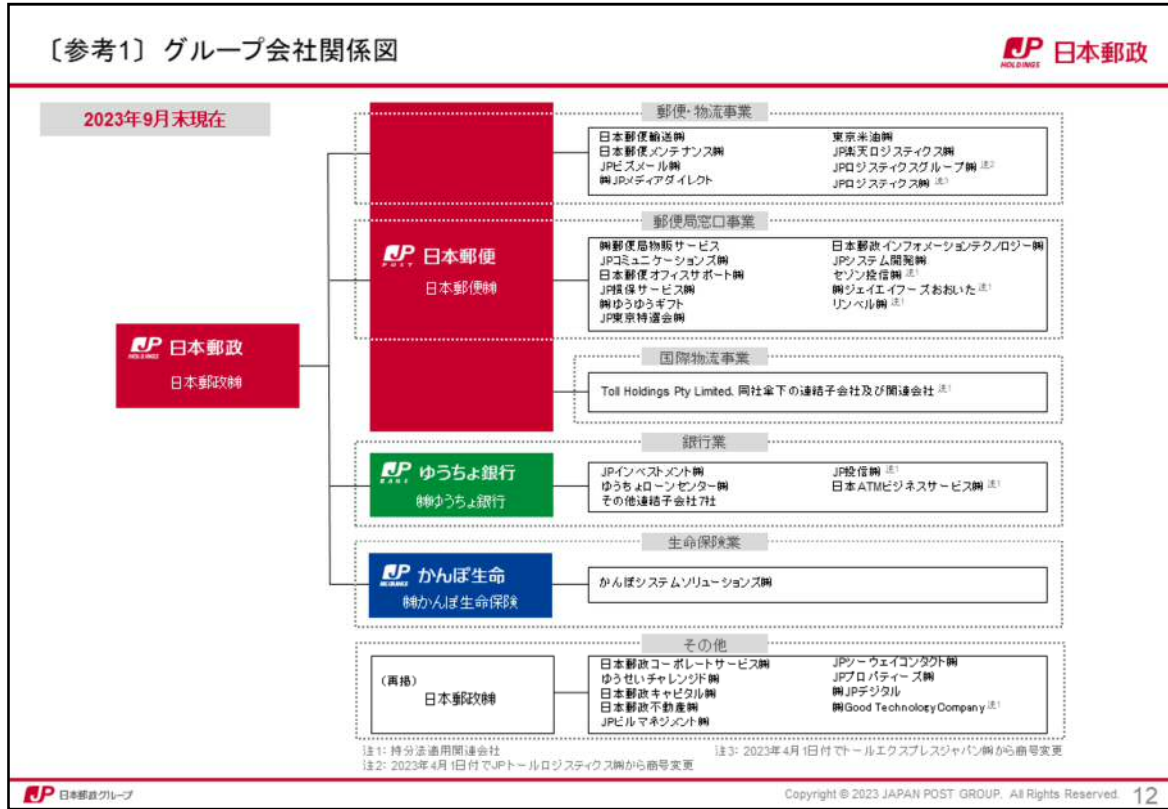 〔参考1〕グループ会社関係図
JP HOLDINGS 日本郵政
2023年9月末現在
郵便・物流事業
日本郵便輸送㈱
日本郵便メンテナンス㈱
JPビズメール㈱
㈱JPメディアダイレクト
東京米油㈱
JP楽天ロジスティクス㈱
JPロジスティクスグループ㈱ 注2
JPロジスティクス㈱ 注3
JP POST 日本郵便
日本郵便㈱
郵便局窓口事業
㈱郵便局物販サービス
JPコミュニケーションズ㈱
日本郵便オフィスサポート㈱
JP損保サービス㈱
㈱ゆうゆうギフト
JP東京特選会㈱
日本郵政インフォメーションテクノロジー㈱
JPシステム開発㈱
セゾン投信㈱ 注1
㈱ジェイエイフーズおおいた 注1
リンベル㈱ 注1
JP HOLDINGS 日本郵政
日本郵政㈱
国際物流事業
Toll Holdings Pty Limited. 同社傘下の連結子会社及び関連会社 注1
銀行業
JP BANK ゆうちょ銀行
㈱ゆうちょ銀行
JPインベストメント㈱
ゆうちょローンセンター㈱
その他連結子会社7社
JP投信㈱ 注1
日本ATMビジネスサービス㈱ 注1
生命保険業
JP INSURANCE かんぽ生命
㈱かんぽ生命保険
かんぽシステムソリューションズ㈱
その他
(再掲)
日本郵政㈱
日本郵政コーポレートサービス㈱
ゆうせいチャレンジド㈱
日本郵政キャピタル㈱
日本郵政不動産㈱
JPビルマネジメント㈱
JPツーウェイコンタクト㈱
JPプロパティーズ㈱
㈱JPデジタル
㈱Good Technology Company 注1
注1: 持分法適用関連会社
注2: 2023年4月1日付でJPトールロジスティクス㈱から商号変更
注3: 2023年4月1日付でトールエクスプレスジャパン㈱から商号変更
JP 日本郵政グループ
Copyright © 2023 JAPAN POST GROUP. All Rights Reserved. 12